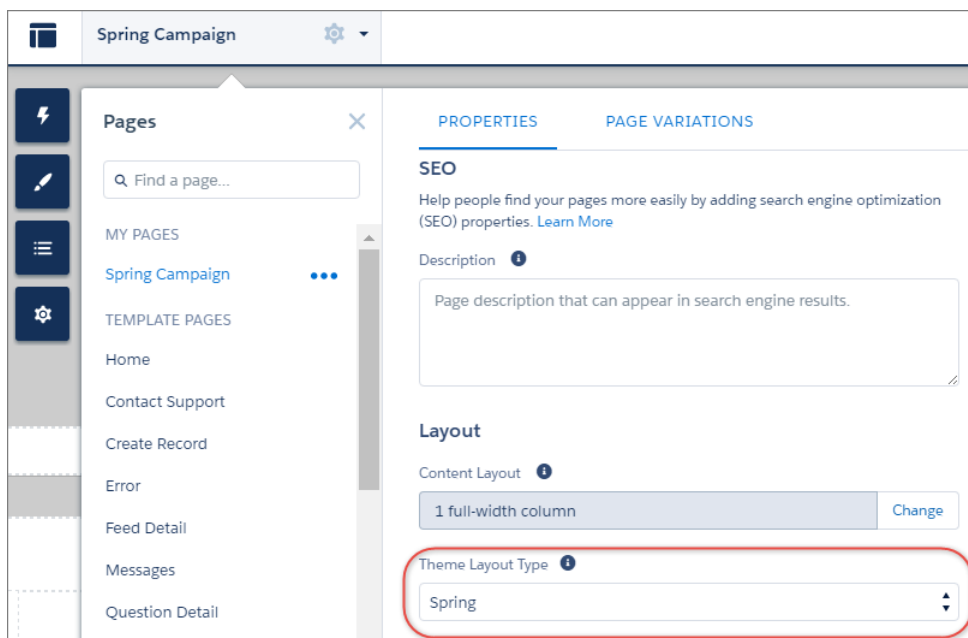 Spring Campaign
Pages
Find a page...
MY PAGES
Spring Campaign
TEMPLATE PAGES
Home
Contact Support
Create Record
Error
Feed Detail
Messages
Question Detail
PROPERTIES
PAGE VARIATIONS
SEO
Help people find your pages more easily by adding search engine optimization
(SEO) properties. Learn More
Description
Page description that can appear in search engine results.
Layout
Content Layout
1 full-width column
Change
Theme Layout Type
Spring